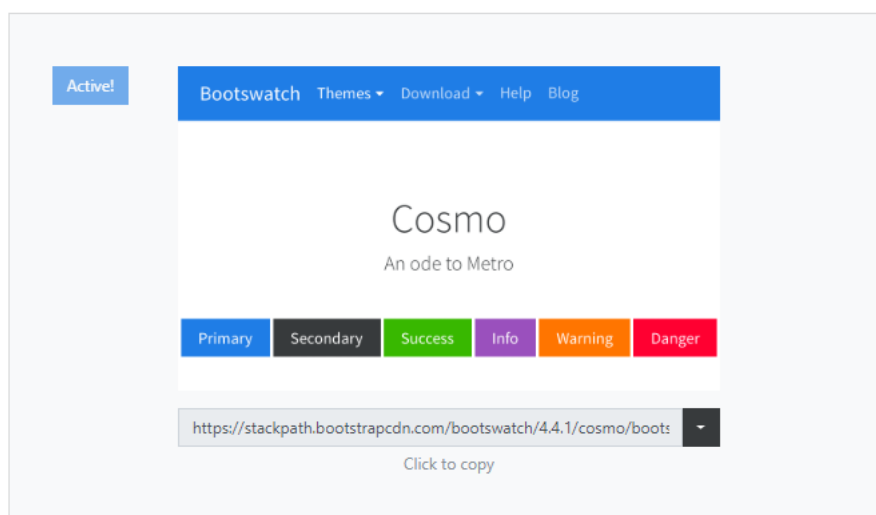 Active!
Bootswatch Themes Download Help Blog
Cosmo
An ode to Metro
Primary Secondary Success Info Warning Danger
https://stackpath.bootstrapcdn.com/bootswatch/4.4.1/cosmo/boots
Click to copy